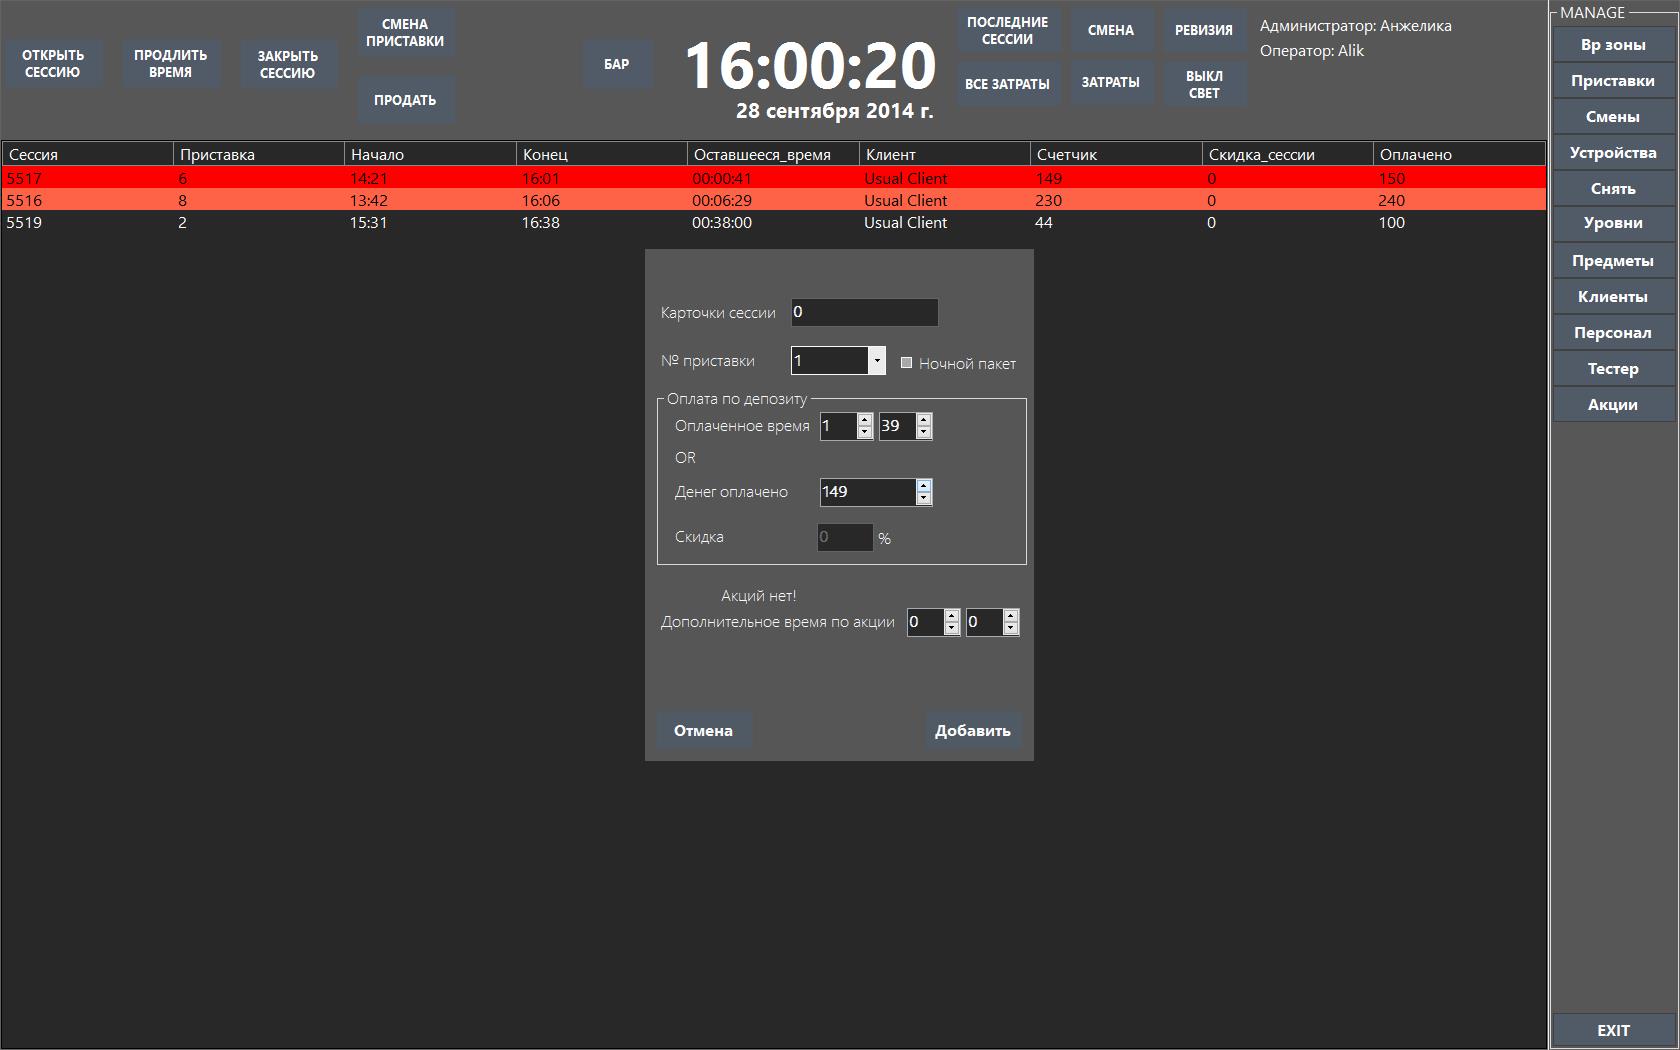 ОТКРЫТЬ
СЕССИЮ
ПРОДЛИТЬ
ВРЕМЯ
ЗАКРЫТЬ
СЕССИЮ
СМЕНА
ПРИСТАВКИ
ПРОДАТЬ
БАР
16:00:20
28 сентября 2014 г.
ПОСЛЕДНИЕ
СЕССИИ
СМЕНА
РЕВИЗИЯ
ВСЕ ЗАТРАТЫ
ЗАТРАТЫ
ВЫКЛ
СВЕТ
Администратор: Анжелика
Оператор: Alik
Сессия Приставка Начало Конец Оставшееся_время Клиент Счетчик Скидка_сессии Оплачено
5517 6 14:21 16:01 00:00:41 Usual Client 149 0 150
5516 8 13:42 16:06 00:06:29 Usual Client 230 0 240
5519 2 15:31 16:38 00:38:00 Usual Client 44 0 100
Карточки сессии 0
№ приставки 1 Ночной пакет
Оплата по депозиту
Оплаченное время 1 39
OR
Денег оплачено 149
Скидка 0 %
Акций нет!
Дополнительное время по акции 0 0
Отмена Добавить
MANAGE
Вр зоны
Приставки
Смены
Устройства
Снять
Уровни
Предметы
Клиенты
Персонал
Тестер
Акции
EXIT